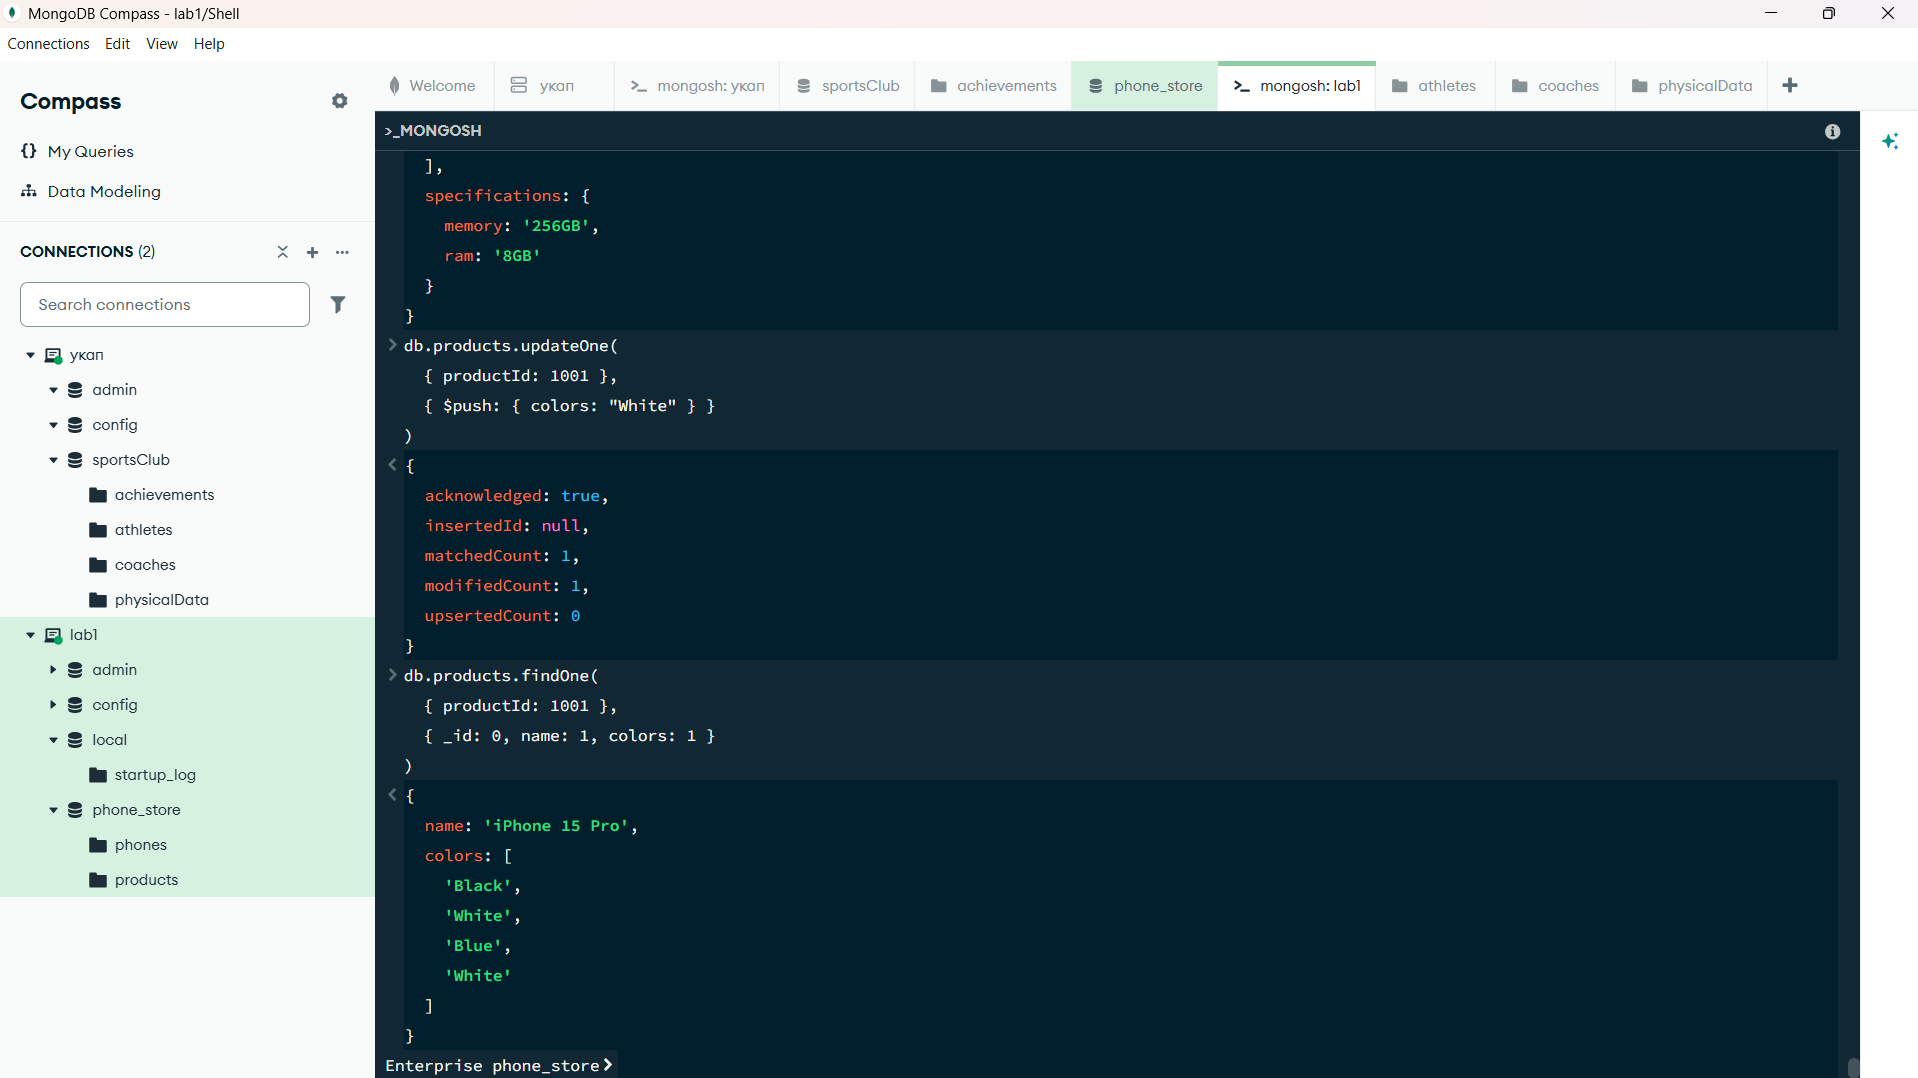 MongoDB Compass - lab1/Shell
Connections Edit View Help
Compass
My Queries
Data Modeling
CONNECTIONS (2)
Search connections
укап
admin
config
sportsClub
achievements
athletes
coaches
physicalData
lab1
admin
config
local
startup_log
phone_store
phones
products
Welcome укап mongosh: укап sportsClub achievements phone_store mongosh: lab1 athletes coaches physicalData
>_MONGOSH
],
specifications: {
memory: '256GB',
ram: '8GB'
}
}
> db.products.updateOne(
{ productId: 1001 },
{ $push: { colors: "White" } }
)
< {
acknowledged: true,
insertedId: null,
matchedCount: 1,
modifiedCount: 1,
upsertedCount: 0
}
> db.products.findOne(
{ productId: 1001 },
{ _id: 0, name: 1, colors: 1 }
)
< {
name: 'iPhone 15 Pro',
colors: [
'Black',
'White',
'Blue',
'White'
]
}
Enterprise phone_store>